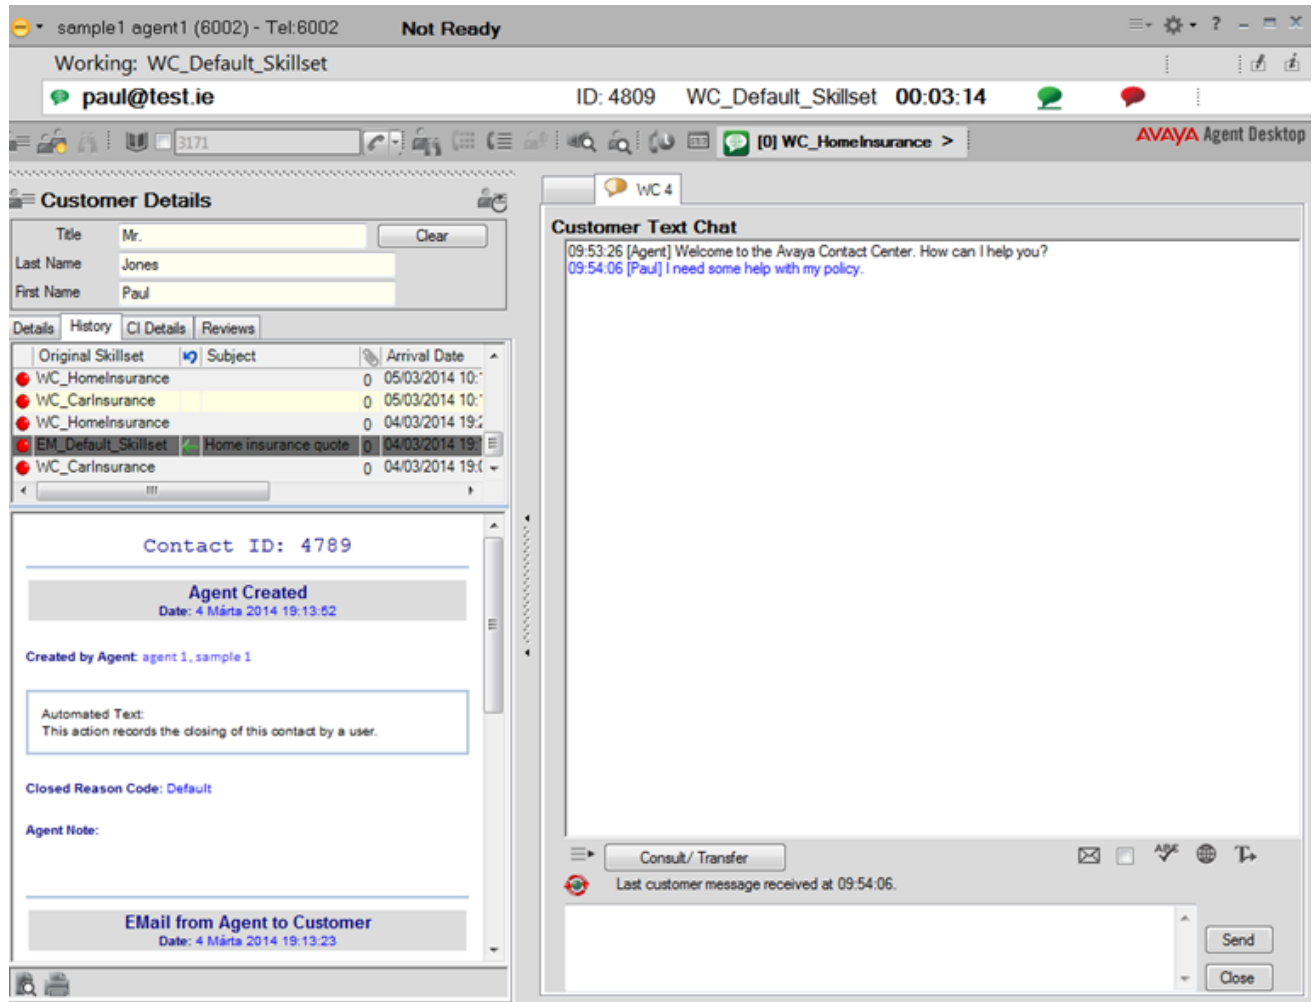 sample1 agent1 (6002) - Tel:6002 Not Ready ?
Working: WC_Default_Skillset
paul@test.ie ID: 4809 WC_Default_Skillset 00:03:14
3171 [0] WC_HomeInsurance > AVAYA Agent Desktop
Customer Details
Title Mr. Clear
Last Name Jones
First Name Paul
Details History CI Details Reviews
Original Skillset Subject Arrival Date
WC_HomeInsurance 0 05/03/2014 10:
WC_CarInsurance 0 05/03/2014 10:
WC_HomeInsurance 0 04/03/2014 19:2
EM_Default_Skillset Home insurance quote 0 04/03/2014 19:
WC_CarInsurance 0 04/03/2014 19:0
Contact ID: 4789
Agent Created
Date: 4 Márta 2014 19:13:52
Created by Agent: agent 1, sample 1
Automated Text:
This action records the closing of this contact by a user.
Closed Reason Code: Default
Agent Note:
EMail from Agent to Customer
Date: 4 Márta 2014 19:13:23
WC 4
Customer Text Chat
09:53:26 [Agent] Welcome to the Avaya Contact Center. How can I help you?
09:54:06 [Paul] I need some help with my policy.
Consult/ Transfer ABC T
Last customer message received at 09:54:06.
Send
Close